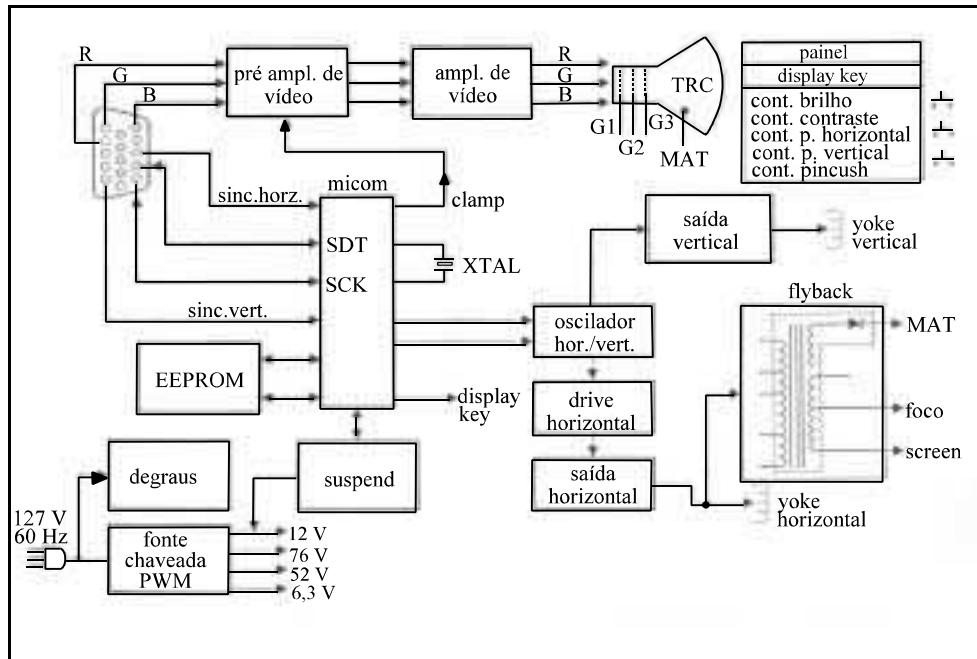 R
G
B
pré ampl. de
vídeo
ampl. de
vídeo
R
G
B
TRC
G1
G2
G3
MAT
painel
display key
cont. brilho
cont. contraste
cont. p. horizontal
cont. p. vertical
cont. pincush
sinc.horz.
micom
clamp
SDT
SCK
XTAL
sinc.vert.
saída
vertical
yoke
vertical
flyback
MAT
foco
screen
oscilador
hor./vert.
EEPROM
display
key
drive
horizontal
degraus
suspend
saída
horizontal
yoke
horizontal
127 V
60 Hz
fonte
chaveada
PWM
12 V
76 V
52 V
6,3 V